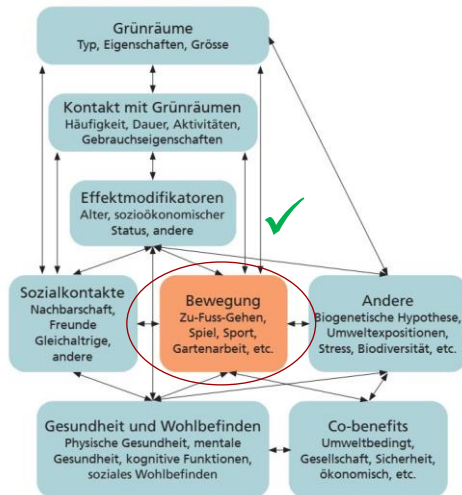 Grünräume
Typ, Eigenschaften, Grösse
Kontakt mit Grünräumen
Häufigkeit, Dauer, Aktivitäten,
Gebrauchseigenschaften
Effektmodifikatoren
Alter, sozioökonomischer
Status, andere
Sozialkontakte
Nachbarschaft,
Freunde
Gleichaltrige,
andere
Bewegung
Zu-Fuss-Gehen,
Spiel, Sport,
Gartenarbeit, etc.
Andere
Biogenetische Hypothese,
Umweltexpositionen,
Stress, Biodiversität, etc.
Gesundheit und Wohlbefinden
Physische Gesundheit, mentale
Gesundheit, kognitive Funktionen,
soziales Wohlbefinden
Co-benefits
Umweltbedingt,
Gesellschaft, Sicherheit,
ökonomisch, etc.